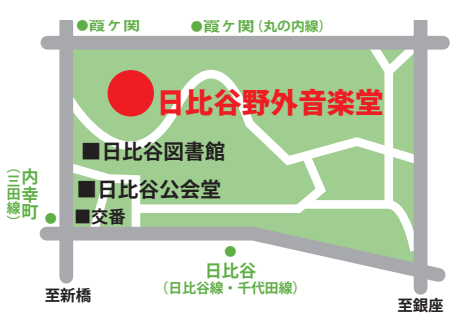 ●霞ケ関
●霞ケ関（丸の内線）
日比谷野外音楽堂
■日比谷図書館
■日比谷公会堂
■交番
内幸町
（三田線）
日比谷
（日比谷線・千代田線）
至新橋
至銀座